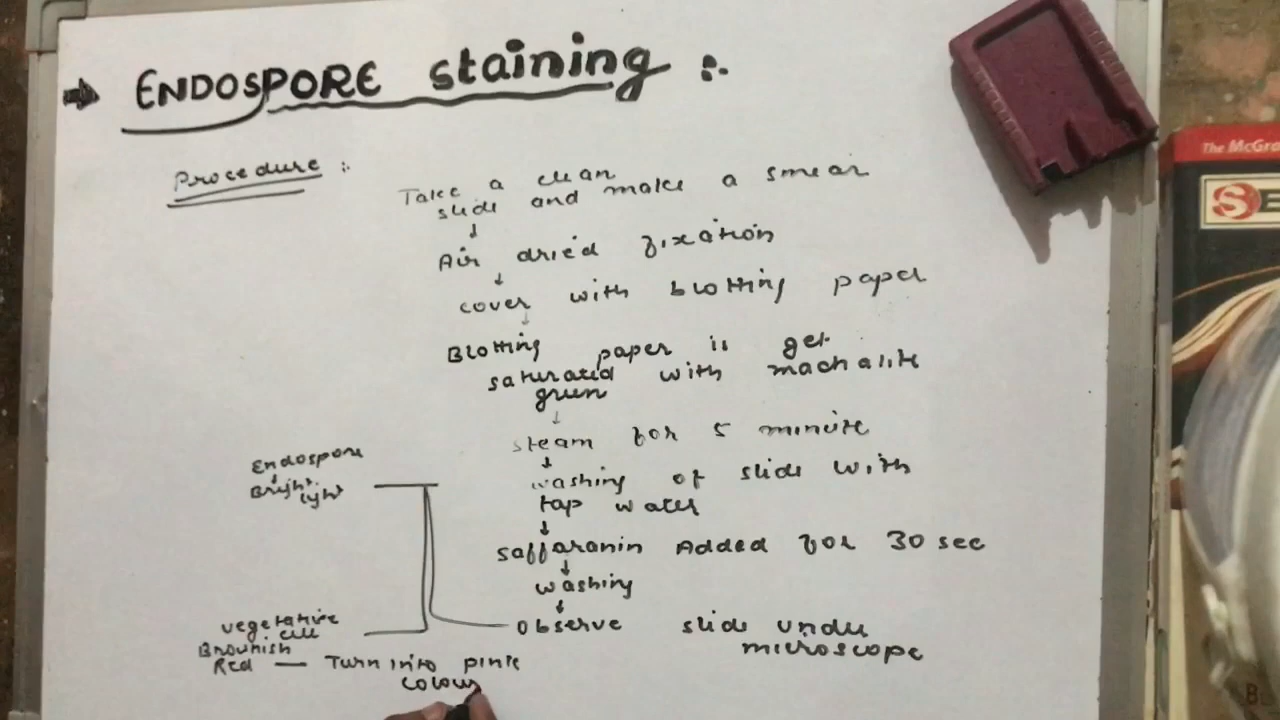 → ENDOSPORE staining :-
Procedure :
Take a clean
slide and make a smear
↓
Air dried fixation
↓
cover with blotting paper
↓
Blotting paper is get
saturated with machalite
green
↓
steam for 5 minute
↓
washing of slide with
tap water
↓
Saffaranin Added for 30 sec
↓
washing
↓
Observe slide under
microscope
Endospore
↓
Bright
light
vegetative
cell
Brownish
Red — Turn into pink
colour
The McGra
SE
B